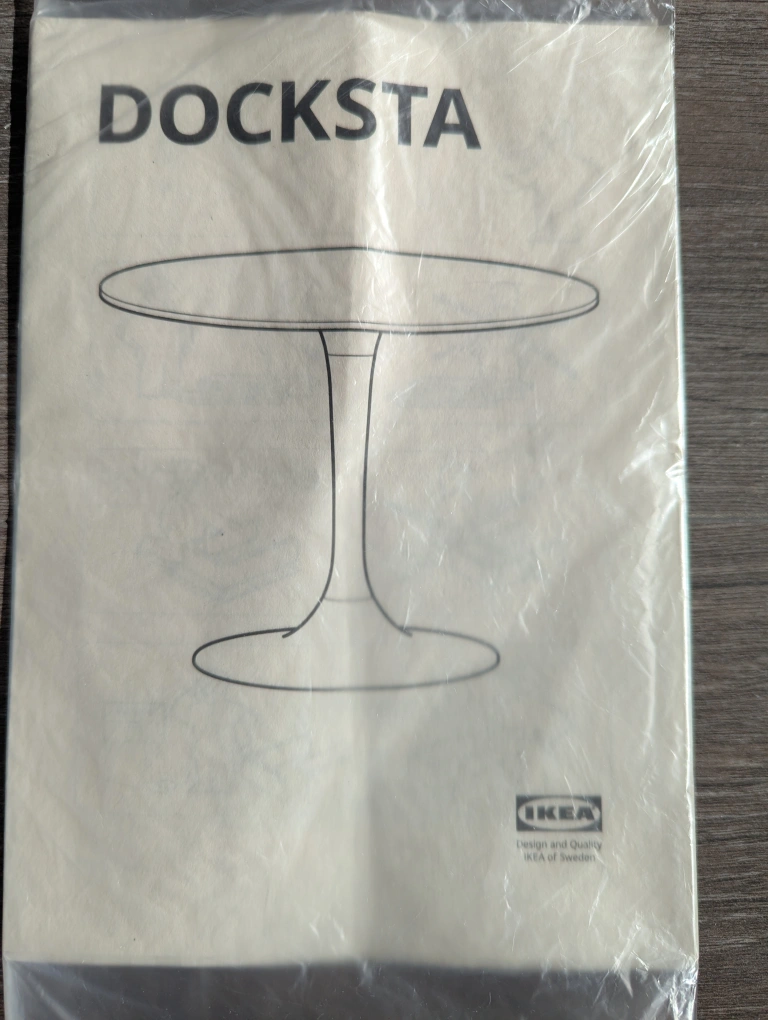 DOCKSTA
IKEA
Design and Quality
IKEA of Sweden